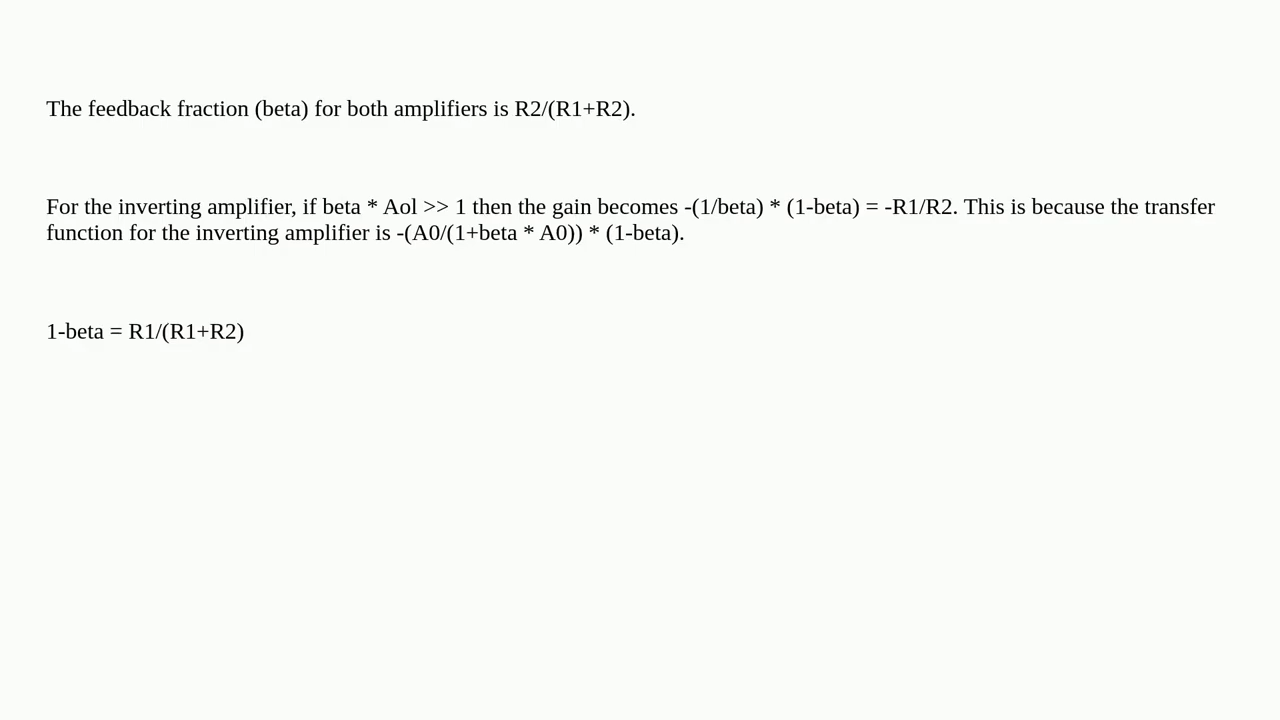 The feedback fraction (beta) for both amplifiers is R2/(R1+R2).
For the inverting amplifier, if beta * Aol >> 1 then the gain becomes -(1/beta) * (1-beta) = -R1/R2. This is because the transfer
function for the inverting amplifier is -(A0/(1+beta * A0)) * (1-beta).
1-beta = R1/(R1+R2)